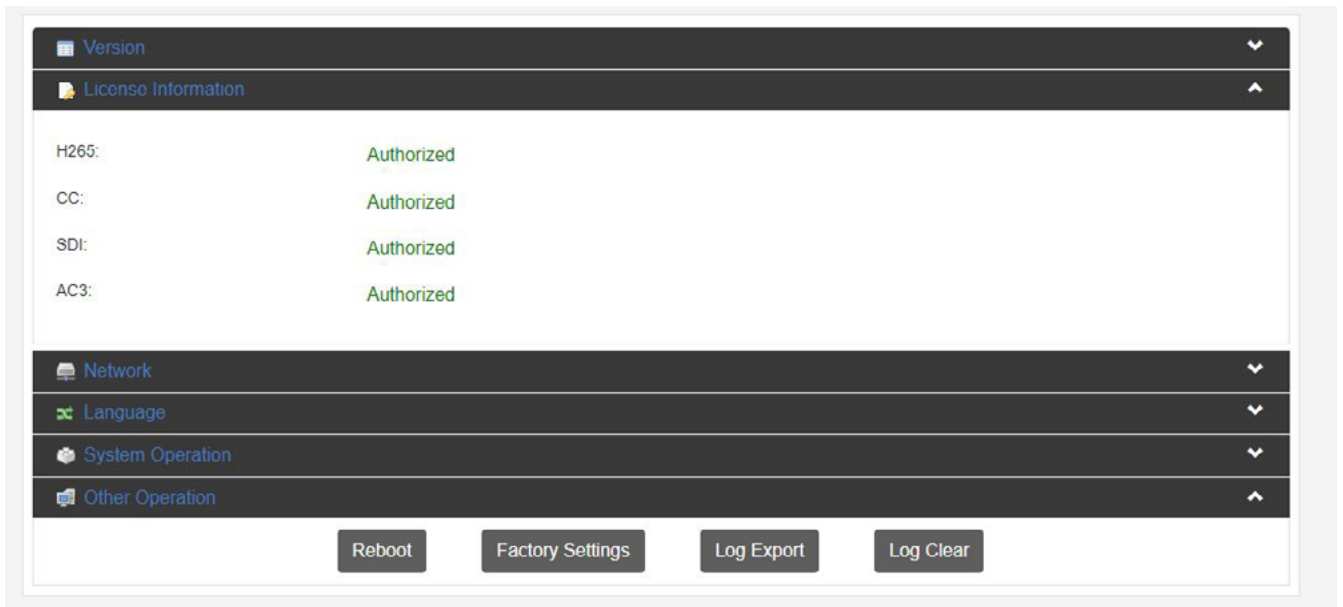 Version
License Information
H265: Authorized
CC: Authorized
SDI: Authorized
AC3: Authorized
Network
Language
System Operation
Other Operation
Reboot Factory Settings Log Export Log Clear